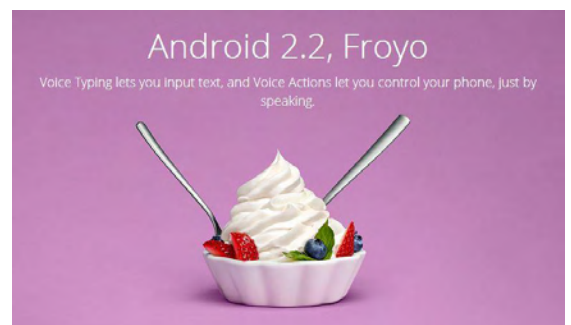 Android 2.2, Froyo
Voice Typing lets you input text, and Voice Actions let you control your phone, just by
speaking.